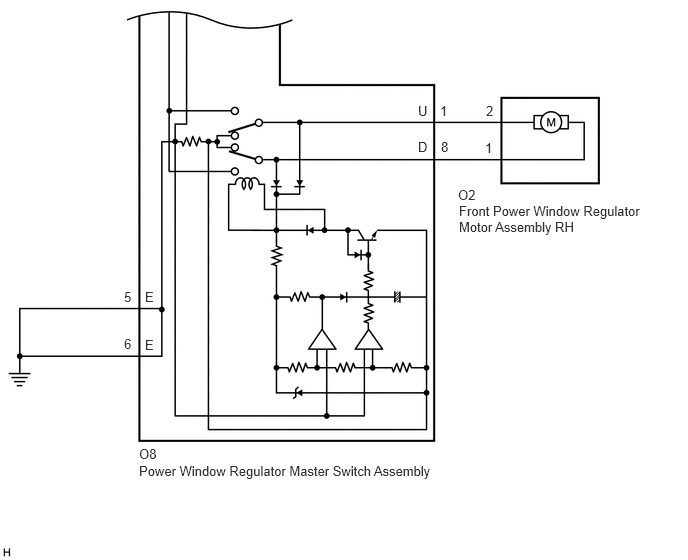 U 1 2
M
D 8 1
O2
Front Power Window Regulator
Motor Assembly RH
5 E
6 E
O8
Power Window Regulator Master Switch Assembly
H